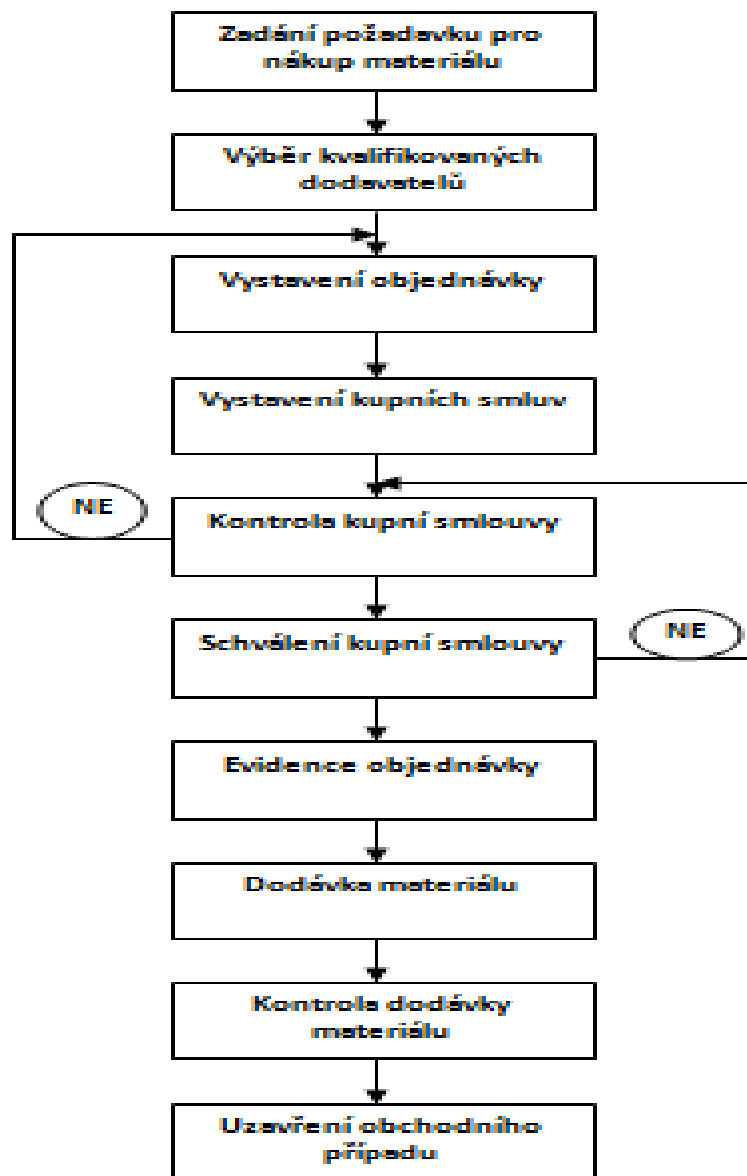 Zadání požadavku pro
nákup materiálu
Výběr kvalifikovaných
dodavatelů
Vystavení objednávky
Vystavení kupních smluv
NE
Kontrola kupní smlouvy
Schválení kupní smlouvy
NE
Evidence objednávky
Dodávka materiálu
Kontrola dodávky
materiálu
Uzavření obchodního
případu